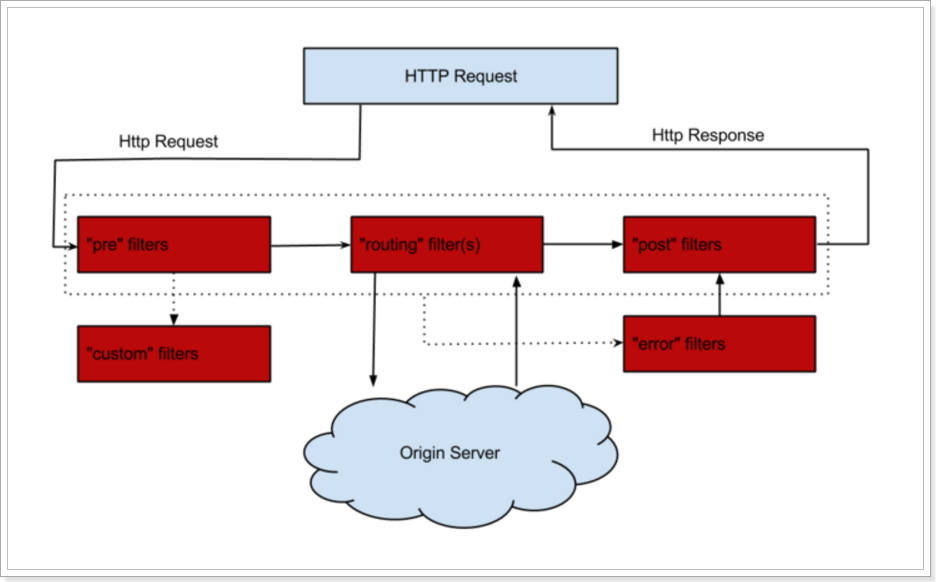 HTTP Request
Http Request
Http Response
"pre" filters
"routing" filter(s)
"post" filters
"custom" filters
"error" filters
Origin Server